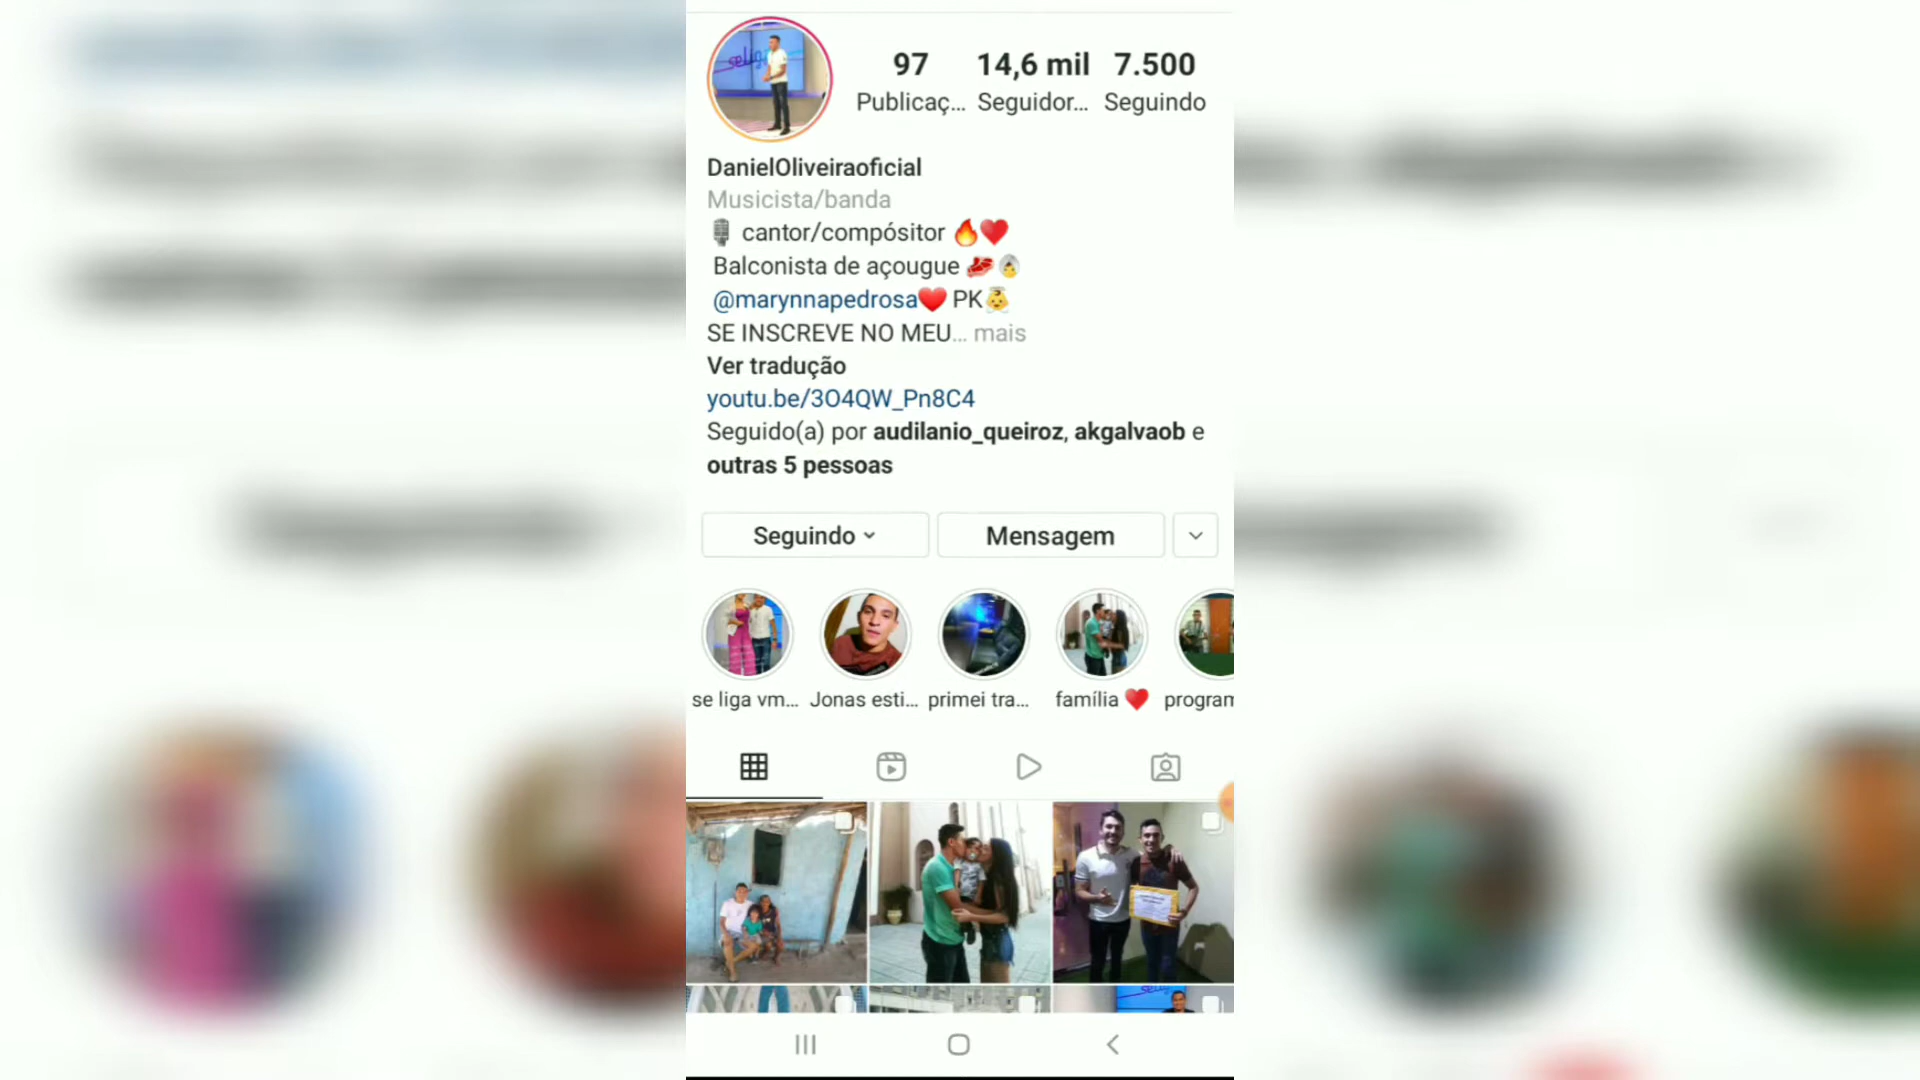 97 14,6 mil 7.500
Publicaç... Seguidor... Seguindo
DanielOliveiraoficial
Musicista/banda
cantor/compósitor
Balconista de açougue
@marynnapedrosa PK
SE INSCREVE NO MEU... mais
Ver tradução
youtu.be/3O4QW_Pn8C4
Seguido(a) por audilanio_queiroz, akgalvaob e
outras 5 pessoas
Seguindo Mensagem
se liga vm... Jonas esti... primei tra... família program